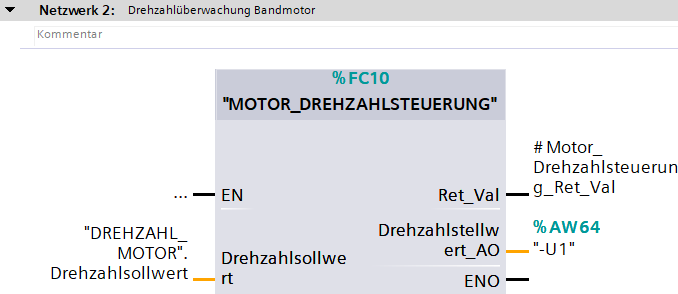 Netzwerk 2: Drehzahlüberwachung Bandmotor
Kommentar
%FC10
"MOTOR_DREHZAHLSTEUERUNG"
# Motor_
Drehzahlsteuerun
g_Ret_Val
... EN
Ret_Val
"DREHZAHL_
MOTOR".
Drehzahlsollwert
Drehzahlsollwe
rt
Drehzahlstellw
ert_AO
%AW64
"-U1"
ENO